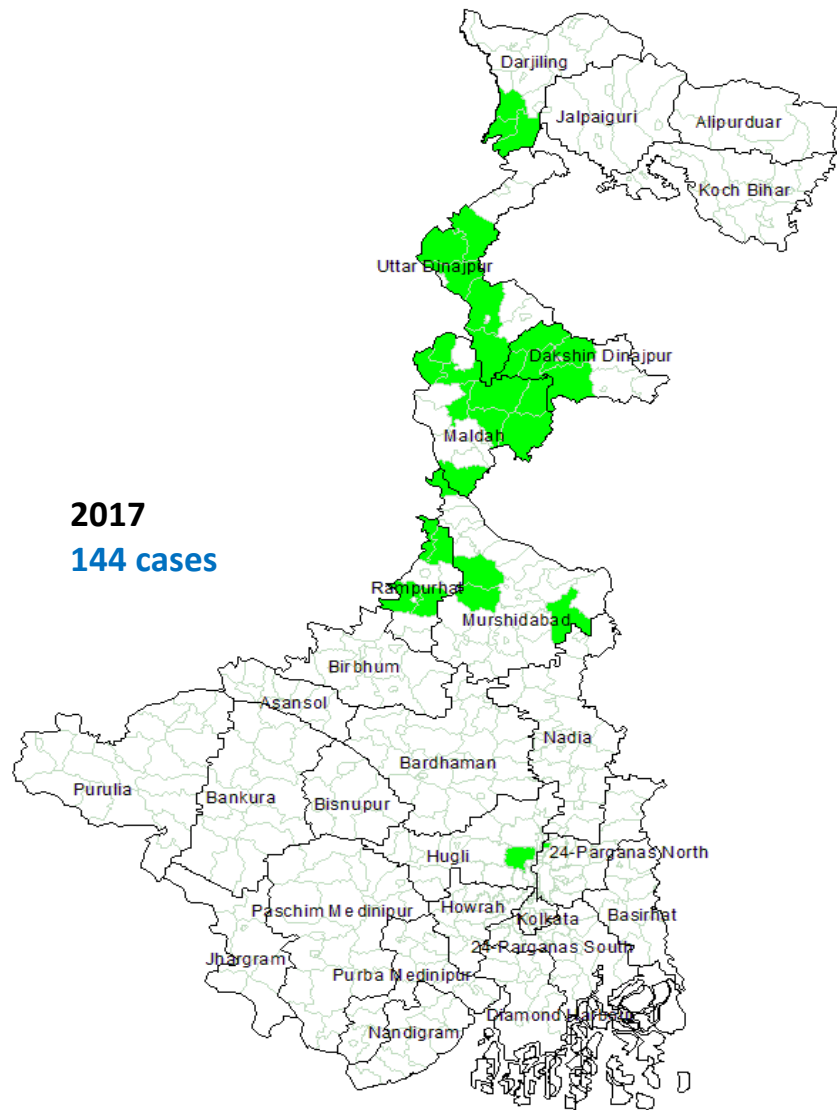 Darjiling
Jalpaiguri
Alipurduar
Koch Bihar
Uttar Dinajpur
Dakshin Dinajpur
Maldah
2017
144 cases
Rampurhat
Murshidabad
Birbhum
Asansol
Nadia
Bardhaman
Purulia
Bankura
Bisnupur
Hugli
24-Parganas North
Paschim Medinipur
Howrah
Kolkata
Basirhat
24-Parganas South
Jhargram
Purba Medinipur
Diamond Harbour
Nandigram